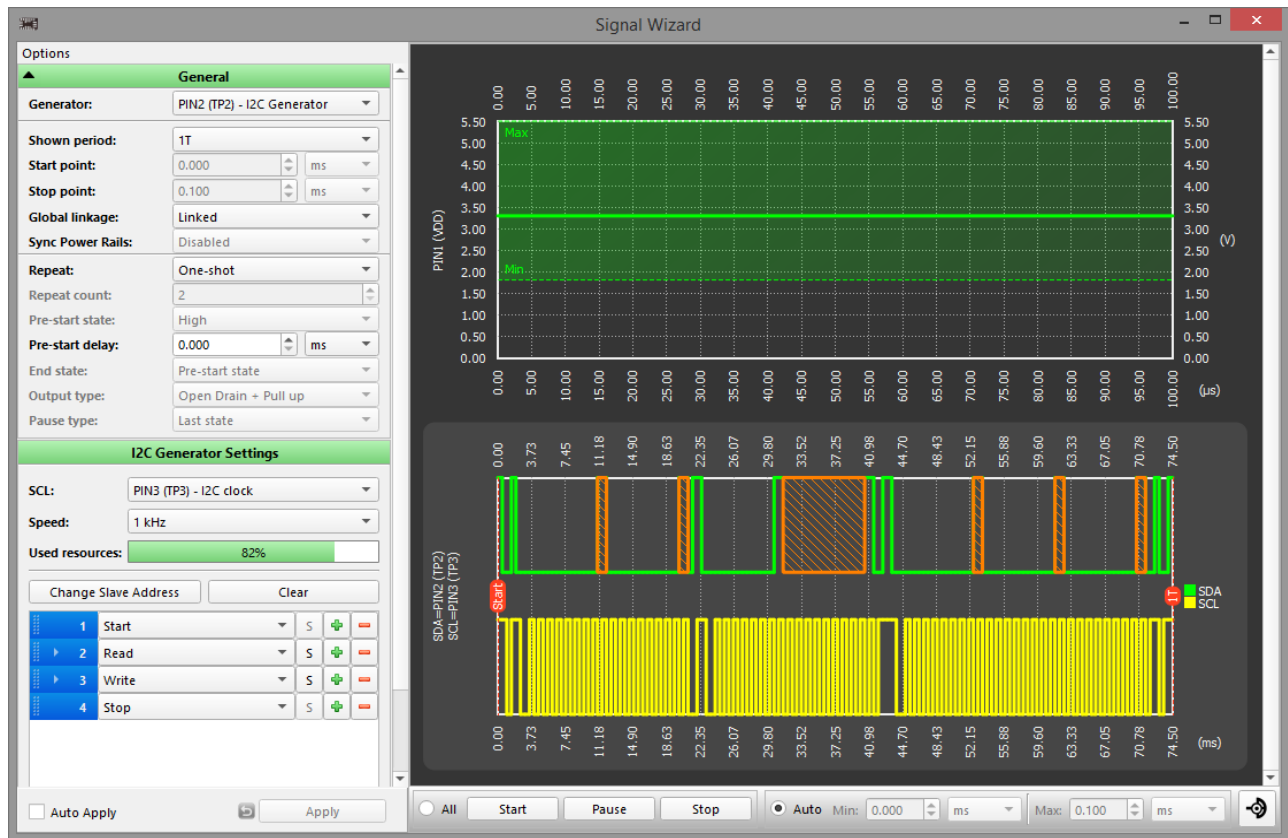 Signal Wizard
Options
General
Generator: PIN2 (TP2) - I2C Generator
Shown period: 1T
Start point: 0.000 ms
Stop point: 0.100 ms
Global linkage: Linked
Sync Power Rails: Disabled
Repeat: One-shot
Repeat count: 2
Pre-start state: High
Pre-start delay: 0.000 ms
End state: Pre-start state
Output type: Open Drain + Pull up
Pause type: Last state
I2C Generator Settings
SCL: PIN3 (TP3) - I2C clock
Speed: 1 kHz
Used resources: 82%
Change Slave Address Clear
1 Start S
2 Read S
3 Write S
4 Stop S
Auto Apply Apply
0.00 5.00 10.00 15.00 20.00 25.00 30.00 35.00 40.00 45.00 50.00 55.00 60.00 65.00 70.00 75.00 80.00 85.00 90.00 95.00 100.00
5.50 Max 5.50
5.00 5.00
4.50 4.50
4.00 4.00
3.50 3.50
3.00 3.00
2.50 2.50
2.00 Min 2.00
1.50 1.50
1.00 1.00
0.50 0.50
0.00 0.00
PIN1 (VDD)
(V)
0.00 5.00 10.00 15.00 20.00 25.00 30.00 35.00 40.00 45.00 50.00 55.00 60.00 65.00 70.00 75.00 80.00 85.00 90.00 95.00 100.00 (µs)
0.00 3.73 7.45 11.18 14.90 18.63 22.35 26.07 29.80 33.52 37.25 40.98 44.70 48.43 52.15 55.88 59.60 63.33 67.05 70.78 74.50
SDA=PIN2 (TP2)
SCL=PIN3 (TP3)
Start
1T
SDA
SCL
0.00 3.73 7.45 11.18 14.90 18.63 22.35 26.07 29.80 33.52 37.25 40.98 44.70 48.43 52.15 55.88 59.60 63.33 67.05 70.78 74.50 (ms)
All Start Pause Stop Auto Min: 0.000 ms Max: 0.100 ms